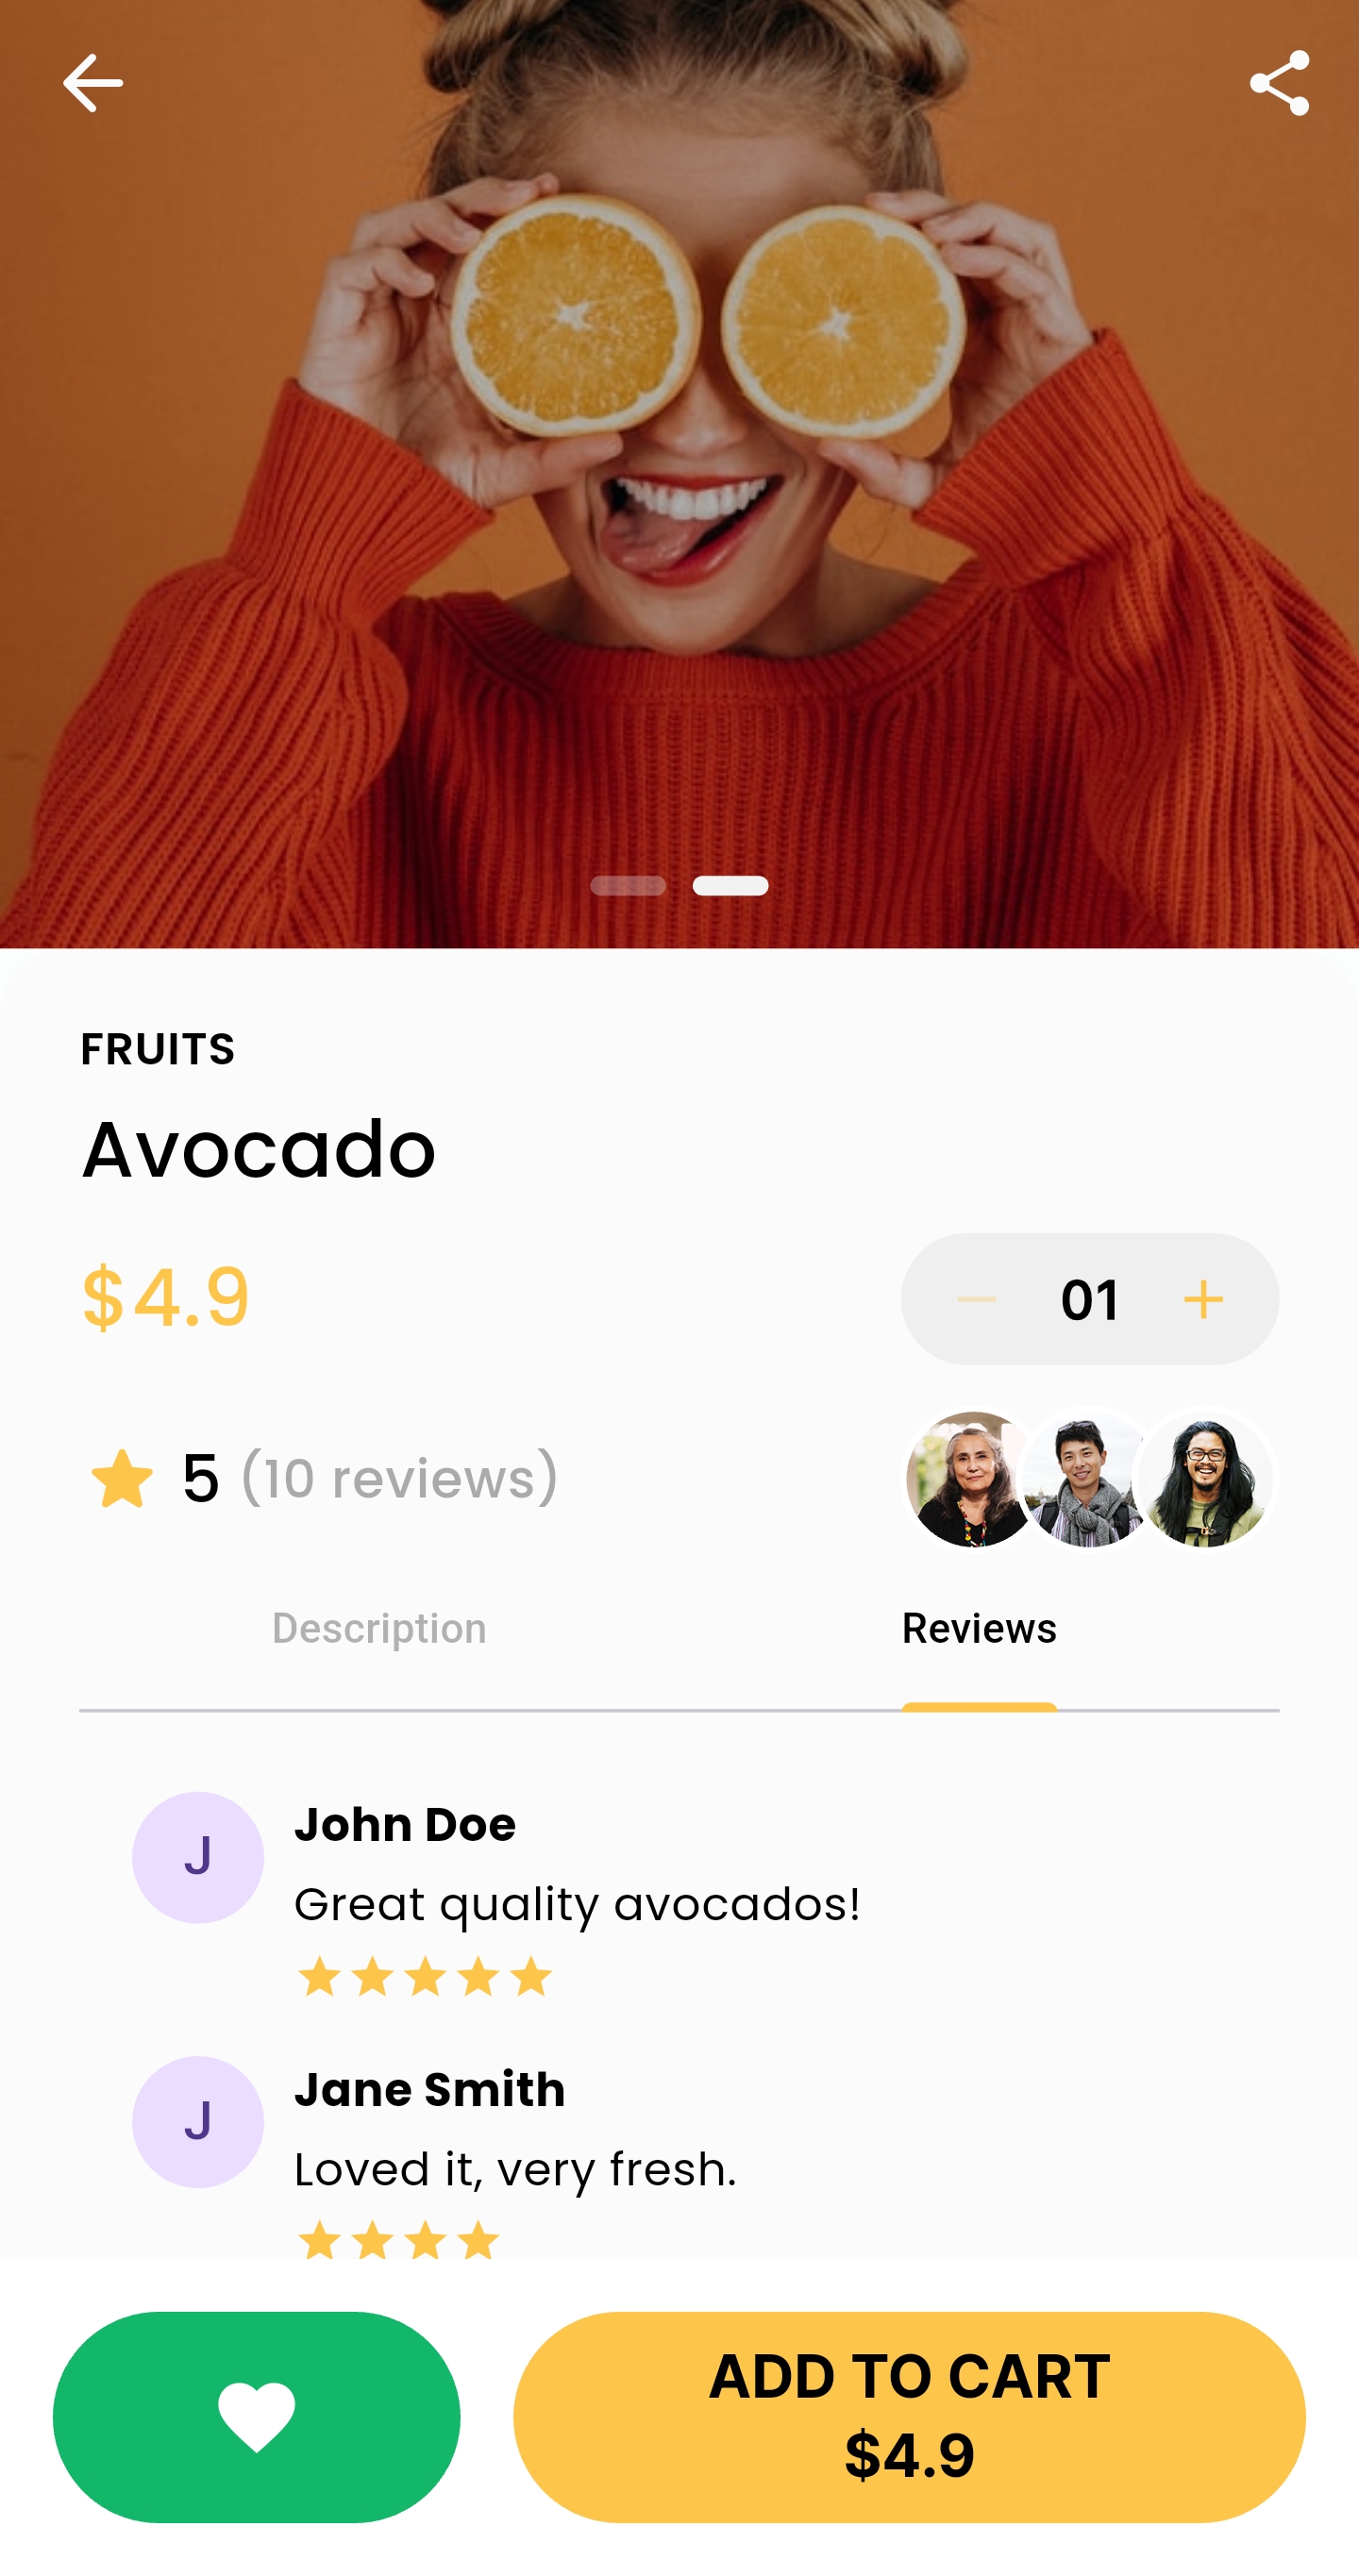 FRUITS
Avocado
$4.9
01
5 (10 reviews)
Description
Reviews
J
John Doe
Great quality avocados!
J
Jane Smith
Loved it, very fresh.
ADD TO CART
$4.9